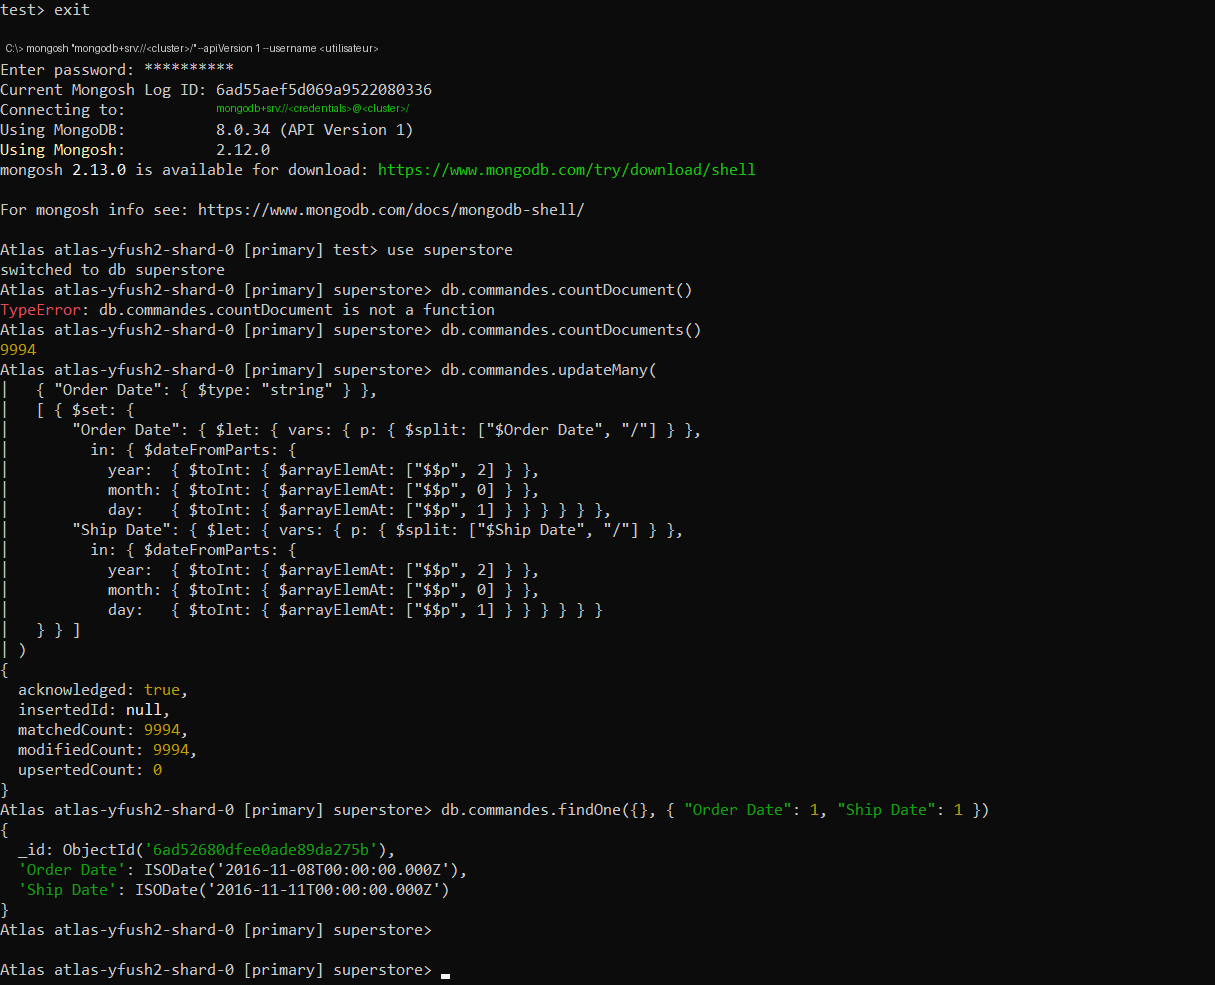 test> exit
C:\> mongosh "mongodb+srv://<cluster>/" --apiVersion 1 --username <utilisateur>
Enter password: **********
Current Mongosh Log ID: 6ad55aef5d069a9522080336
Connecting to: mongodb+srv://<credentials>@<cluster>/
Using MongoDB: 8.0.34 (API Version 1)
Using Mongosh: 2.12.0
mongosh 2.13.0 is available for download: https://www.mongodb.com/try/download/shell
For mongosh info see: https://www.mongodb.com/docs/mongodb-shell/
Atlas atlas-yfush2-shard-0 [primary] test> use superstore
switched to db superstore
Atlas atlas-yfush2-shard-0 [primary] superstore> db.commandes.countDocument()
TypeError: db.commandes.countDocument is not a function
Atlas atlas-yfush2-shard-0 [primary] superstore> db.commandes.countDocuments()
9994
Atlas atlas-yfush2-shard-0 [primary] superstore> db.commandes.updateMany(
|   { "Order Date": { $type: "string" } },
|   [ { $set: {
|       "Order Date": { $let: { vars: { p: { $split: ["$Order Date", "/"] } },
|         in: { $dateFromParts: {
|           year:  { $toInt: { $arrayElemAt: ["$$p", 2] } },
|           month: { $toInt: { $arrayElemAt: ["$$p", 0] } },
|           day:   { $toInt: { $arrayElemAt: ["$$p", 1] } } } } } },
|       "Ship Date": { $let: { vars: { p: { $split: ["$Ship Date", "/"] } },
|         in: { $dateFromParts: {
|           year:  { $toInt: { $arrayElemAt: ["$$p", 2] } },
|           month: { $toInt: { $arrayElemAt: ["$$p", 0] } },
|           day:   { $toInt: { $arrayElemAt: ["$$p", 1] } } } } } }
|   } } ]
| )
{
  acknowledged: true,
  insertedId: null,
  matchedCount: 9994,
  modifiedCount: 9994,
  upsertedCount: 0
}
Atlas atlas-yfush2-shard-0 [primary] superstore> db.commandes.findOne({}, { "Order Date": 1, "Ship Date": 1 })
{
  _id: ObjectId('6ad52680dfee0ade89da275b'),
  'Order Date': ISODate('2016-11-08T00:00:00.000Z'),
  'Ship Date': ISODate('2016-11-11T00:00:00.000Z')
}
Atlas atlas-yfush2-shard-0 [primary] superstore>
Atlas atlas-yfush2-shard-0 [primary] superstore>